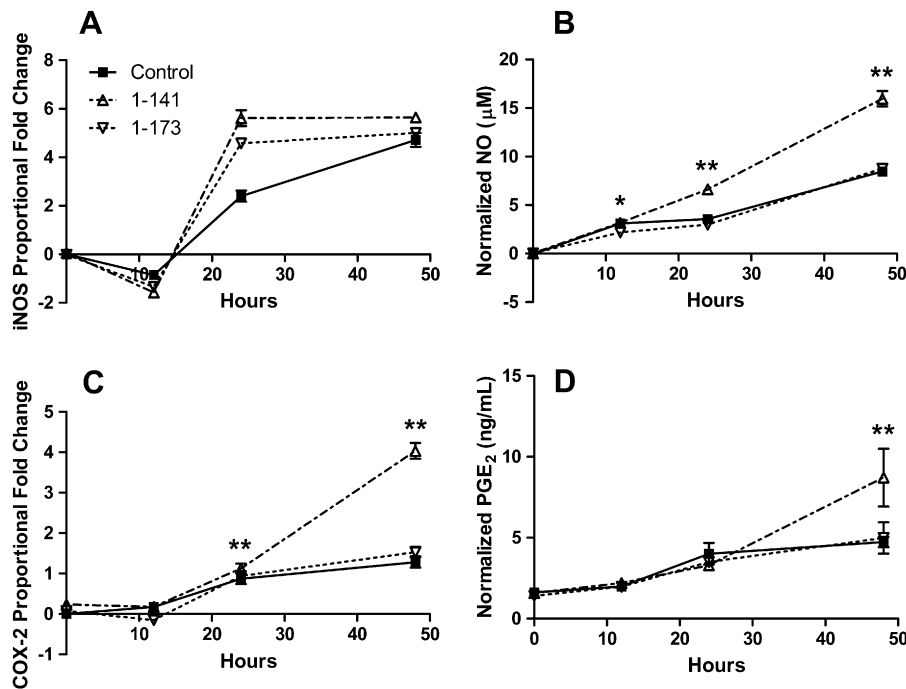 A
iNOS Proportional Fold Change
8
6
4
2
0
-2
Control
1-141
1-173
10 20 30 40 50
Hours
B
Normalized NO (µM)
20
15
10
5
0
-5
*
**
**
10 20 30 40 50
Hours
C
COX-2 Proportional Fold Change
5
4
3
2
1
0
-1
**
**
10 20 30 40 50
Hours
D
Normalized PGE2 (ng/mL)
15
10
5
0
**
0 10 20 30 40 50
Hours